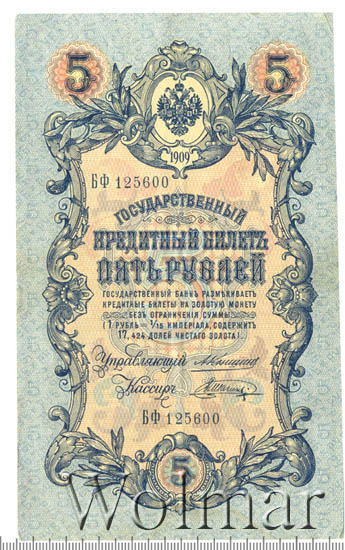 5 5
1909
БФ 125600
ГОСУДАРСТВЕННЫЙ
КРЕДИТНЫЙ БИЛЕТЪ
ПЯТЬ РУБЛЕЙ
ГОСУДАРСТВЕННЫЙ БАНКЪ РАЗМѢНИВАЕТЪ
КРЕДИТНЫЕ БИЛЕТЫ НА ЗОЛОТУЮ МОНЕТУ
БЕЗЪ ОГРАНИЧЕНІЯ СУММЫ
(1 РУБЛЬ = 1/15 ИМПЕРІАЛА, СОДЕРЖИТЪ
17,424 ДОЛЕЙ ЧИСТАГО ЗОЛОТА).
Управляющій
Кассиръ
БФ 125600
5
Wolmar